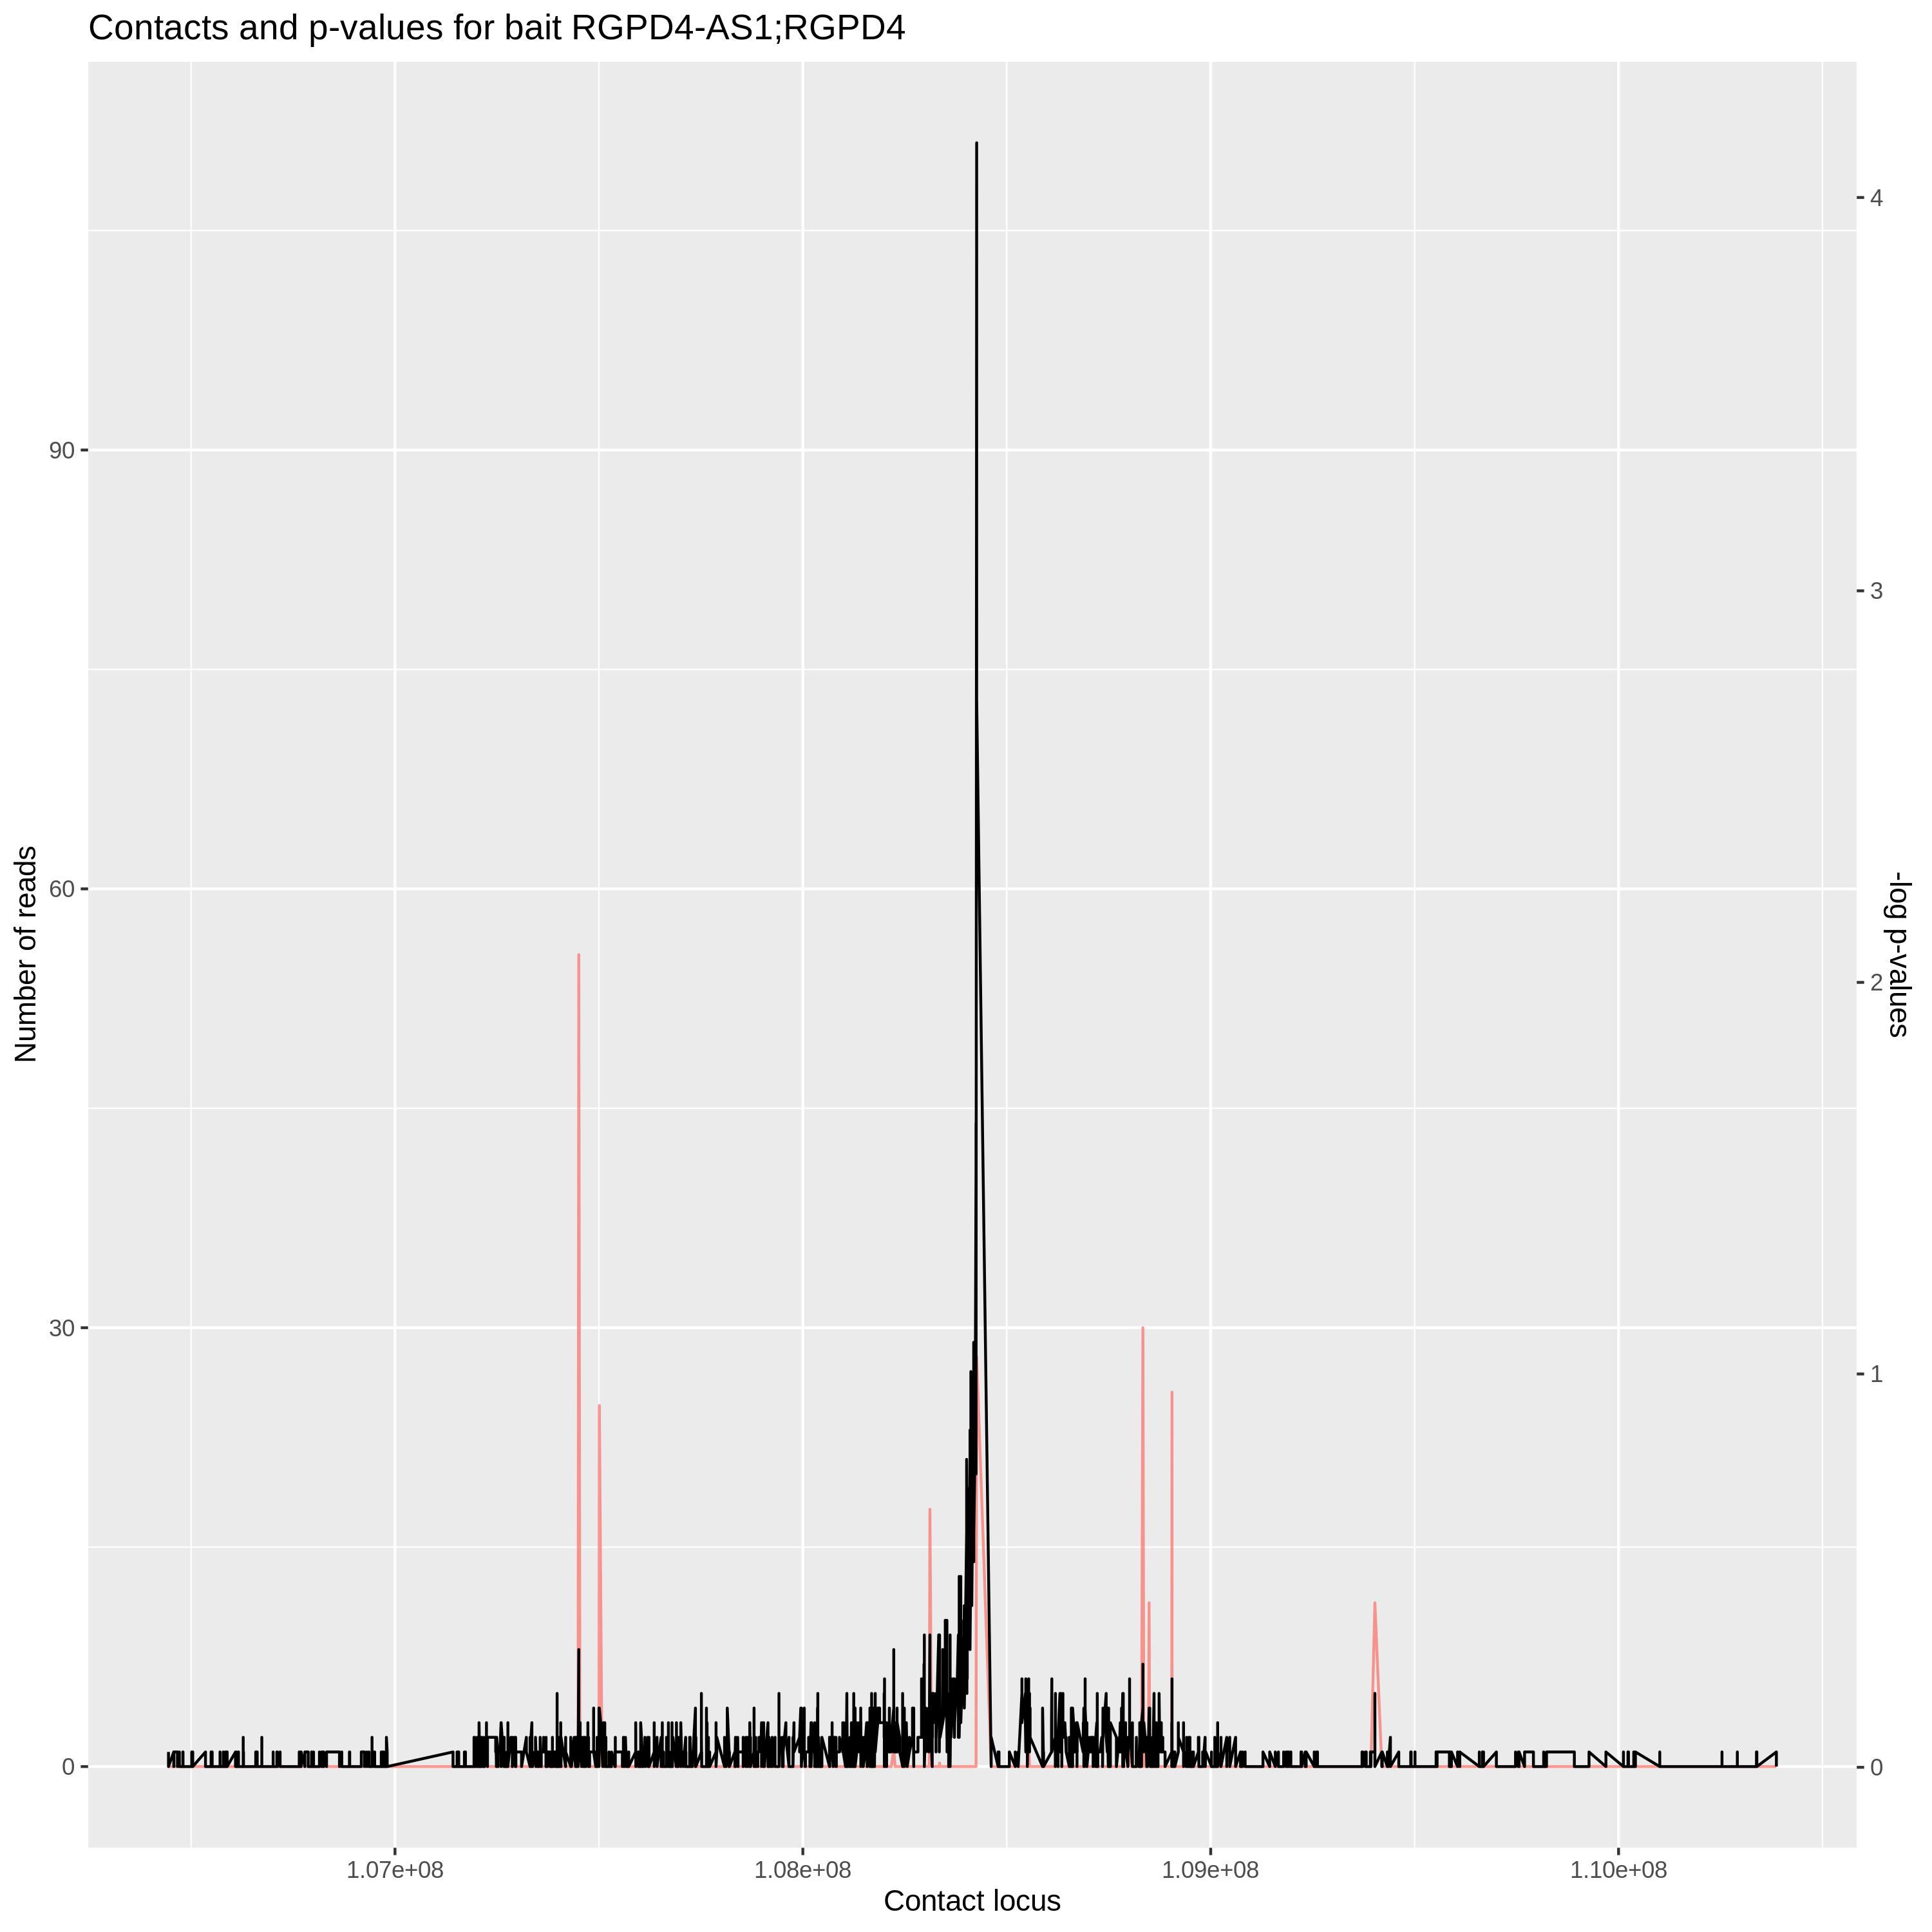 Contacts and p-values for bait RGPD4-AS1;RGPD4
90
60
30
0
Number of reads
4
3
2
1
0
-log p-values
1.07e+08
1.08e+08
1.09e+08
1.10e+08
Contact locus